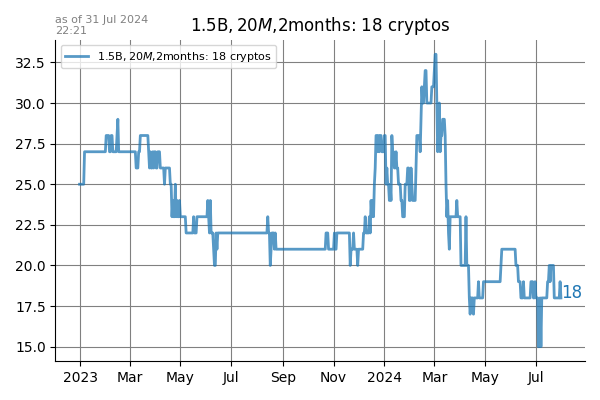 as of 31 Jul 2024
22:21
1.5B, 20M,2months: 18 cryptos
1.5B, 20M,2months: 18 cryptos
32.5
30.0
27.5
25.0
22.5
20.0
17.5
15.0
18
2023 Mar May Jul Sep Nov 2024 Mar May Jul